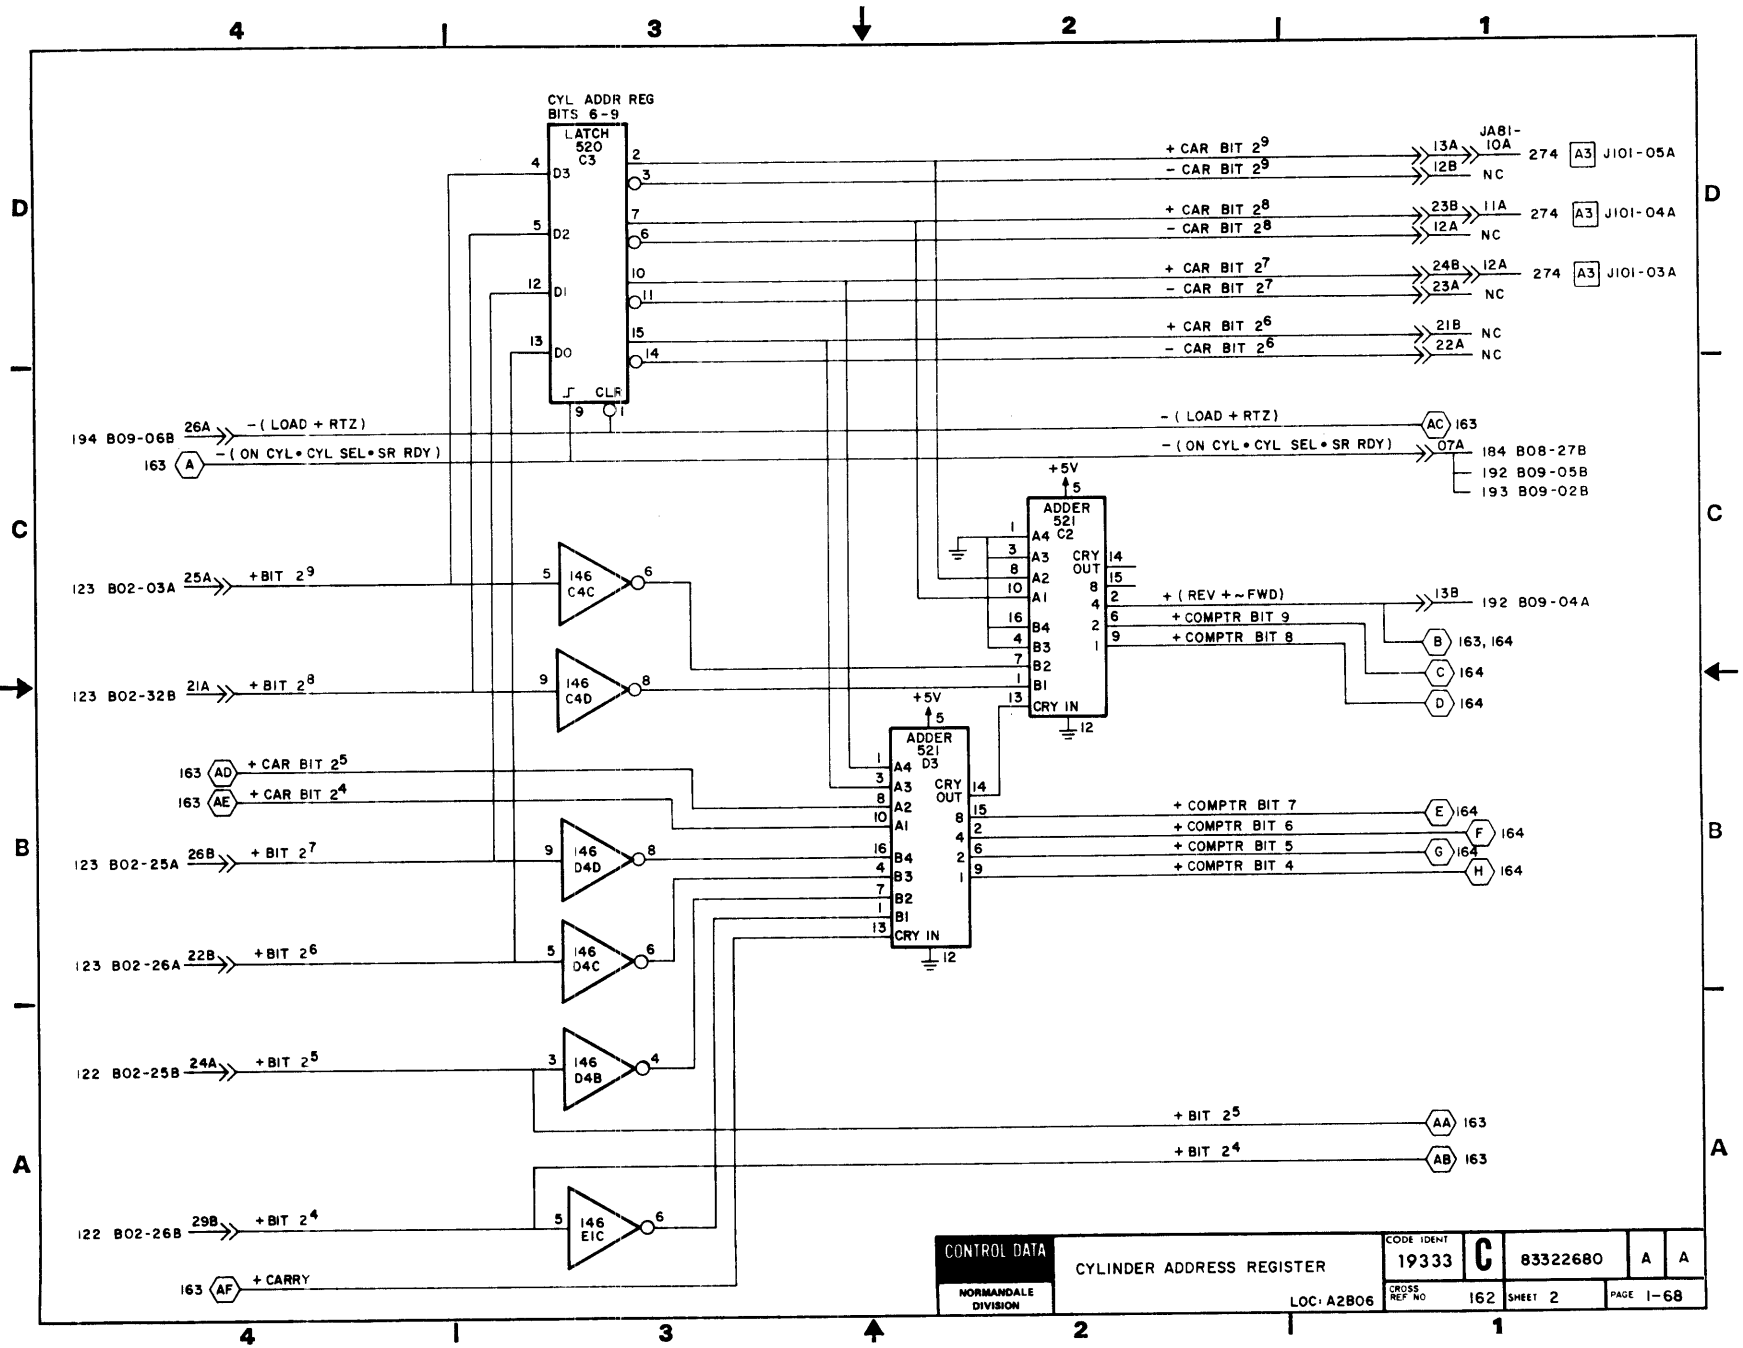 4 3 2 1
CYL ADDR REG
BITS 6-9
LATCH
520
C3
4 D3
5 D2
12 D1
13 D0
2
3
7
6
10
11
15
14
CLR
9 1
+ CAR BIT 2⁹ 13A JA81-10A 274 A3 J101-05A
- CAR BIT 2⁹ 12B NC
+ CAR BIT 2⁸ 23B 11A 274 A3 J101-04A
- CAR BIT 2⁸ 12A NC
+ CAR BIT 2⁷ 24B 12A 274 A3 J101-03A
- CAR BIT 2⁷ 23A NC
+ CAR BIT 2⁶ 21B NC
- CAR BIT 2⁶ 22A NC
D D
194 B09-06B 26A -(LOAD + RTZ) -(LOAD + RTZ) AC 163
163 A -(ON CYL•CYL SEL•SR RDY) -(ON CYL•CYL SEL•SR RDY) 07A 184 B08-27B
192 B09-05B
193 B09-02B
C C
+5V
5
ADDER
521
C2
1 A4
3 A3
8 A2
10 A1
16 B4
4 B3
7 B2
1 B1
13 CRY IN
CRY OUT 14
8 15
4 2
2 6
1 9
12
+ (REV +~FWD) 13B 192 B09-04A
B 163, 164
+ COMPTR BIT 9 C 164
+ COMPTR BIT 8 D 164
123 B02-03A 25A +BIT 2⁹ 5 146 C4C 6
123 B02-32B 21A +BIT 2⁸ 9 146 C4D 8
+5V
5
ADDER
521
D3
1 A4
3 A3
8 A2
10 A1
16 B4
4 B3
7 B2
1 B1
13 CRY IN
CRY OUT 14
8 15
4 2
2 6
1 9
12
163 AD + CAR BIT 2⁵
163 AE + CAR BIT 2⁴
+ COMPTR BIT 7 E 164
+ COMPTR BIT 6 F 164
+ COMPTR BIT 5 G 164
+ COMPTR BIT 4 H 164
B B
123 B02-25A 26B +BIT 2⁷ 9 146 D4D 8
123 B02-26A 22B +BIT 2⁶ 5 146 D4C 6
122 B02-25B 24A +BIT 2⁵ 3 146 D4B 4
+BIT 2⁵ AA 163
+BIT 2⁴ AB 163
A A
122 B02-26B 29B +BIT 2⁴ 5 146 E1C 6
163 AF + CARRY
CONTROL DATA
NORMANDALE
DIVISION
CYLINDER ADDRESS REGISTER
LOC: A2B06
CODE IDENT
19333 C 83322680 A A
CROSS
REF NO 162 SHEET 2 PAGE 1-68
4 3 2 1